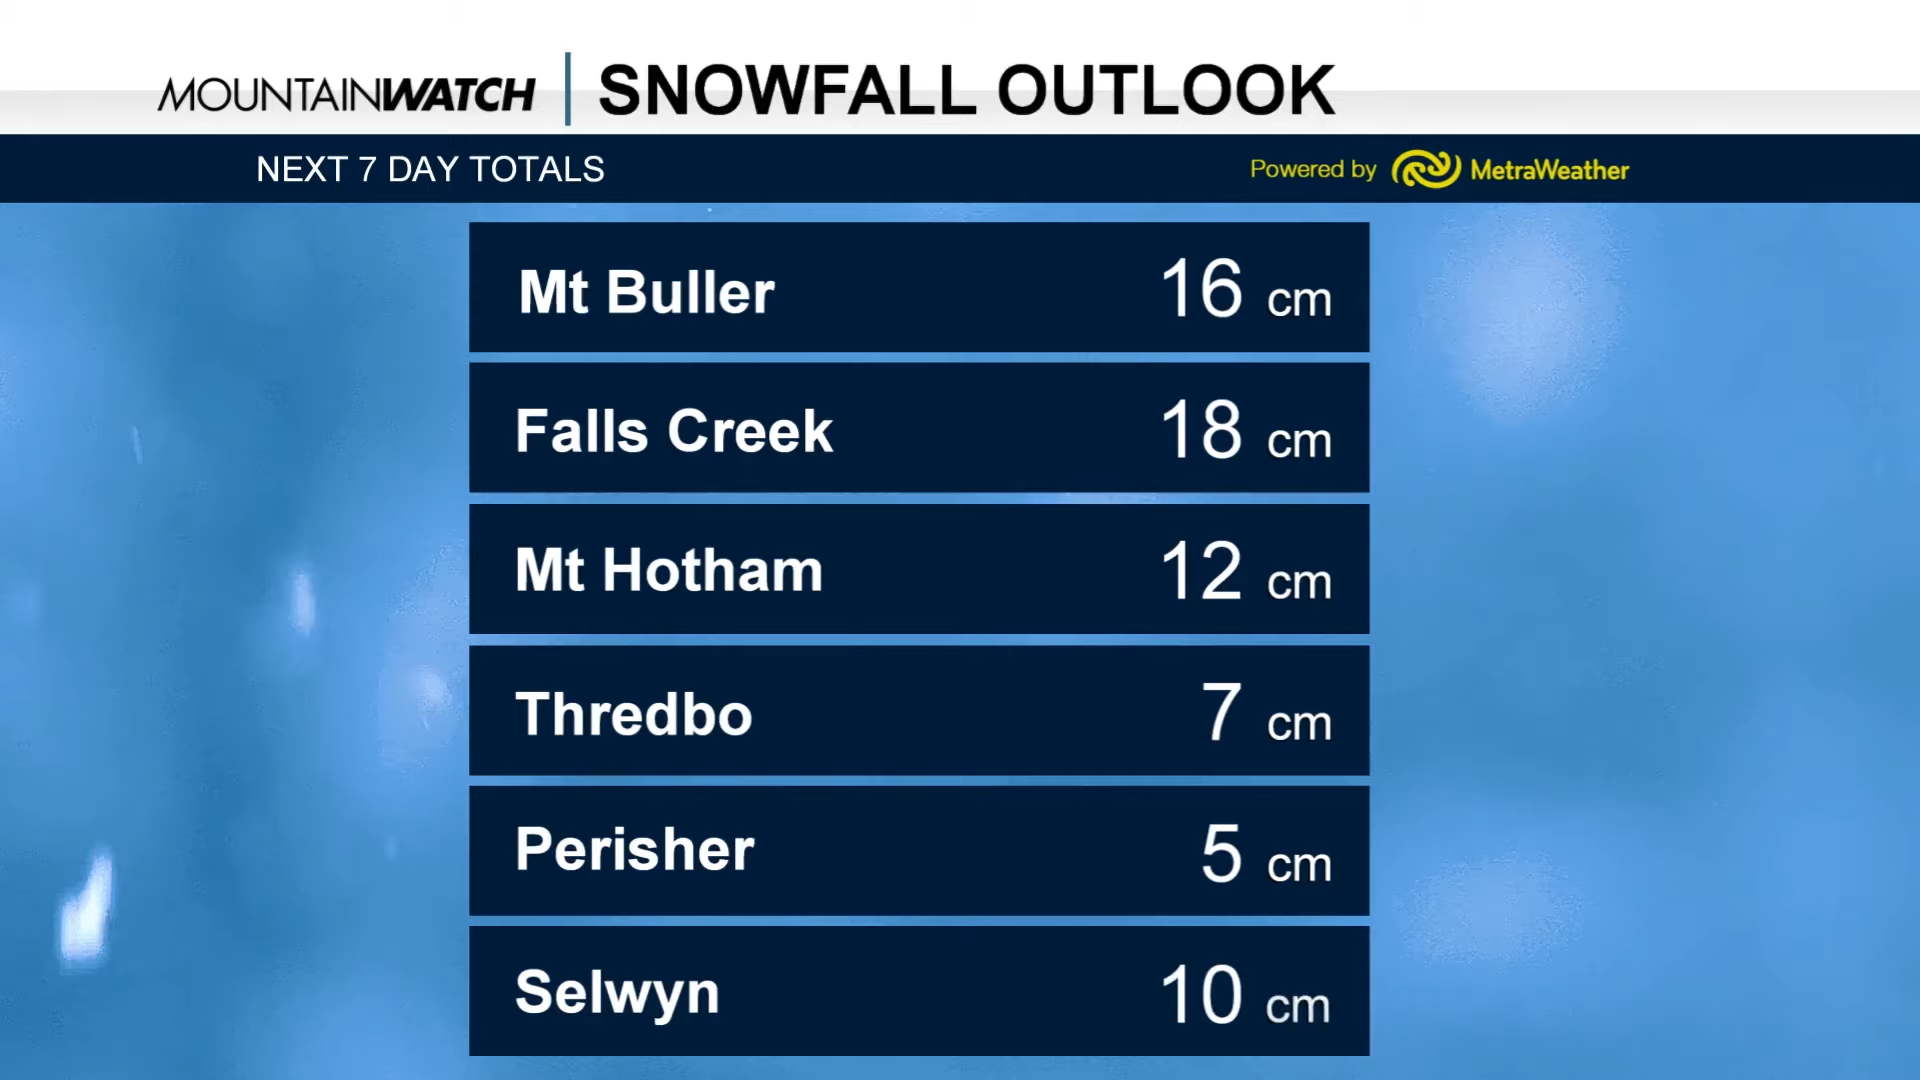 MOUNTAINWATCH SNOWFALL OUTLOOK
NEXT 7 DAY TOTALS Powered by MetraWeather
Mt Buller 16 cm
Falls Creek 18 cm
Mt Hotham 12 cm
Thredbo 7 cm
Perisher 5 cm
Selwyn 10 cm